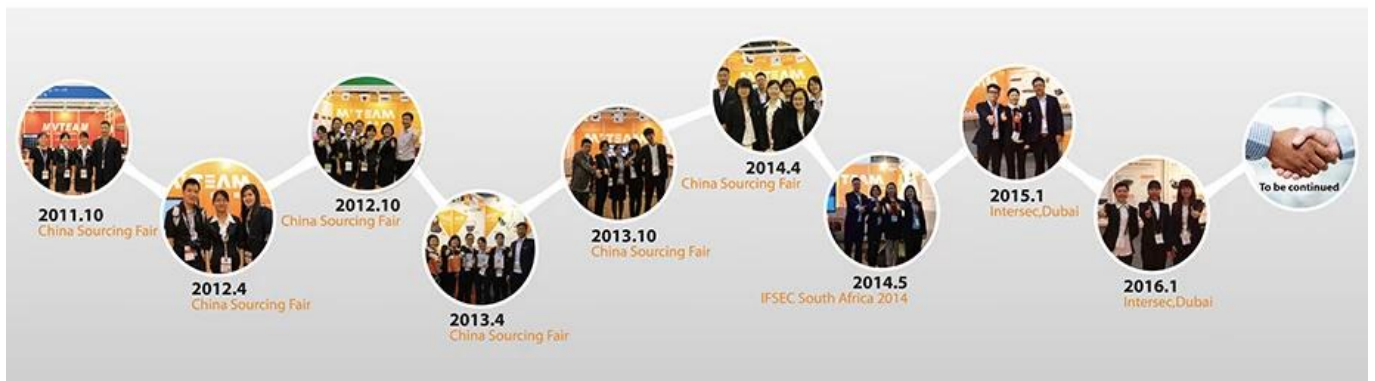 MVTEAM
2011.10
China Sourcing Fair
2012.4
China Sourcing Fair
MVTEAM
2012.10
China Sourcing Fair
2013.4
China Sourcing Fair
2013.10
China Sourcing Fair
2014.4
China Sourcing Fair
2014.5
IFSEC South Africa 2014
2015.1
Intersec,Dubai
2016.1
Intersec,Dubai
To be continued